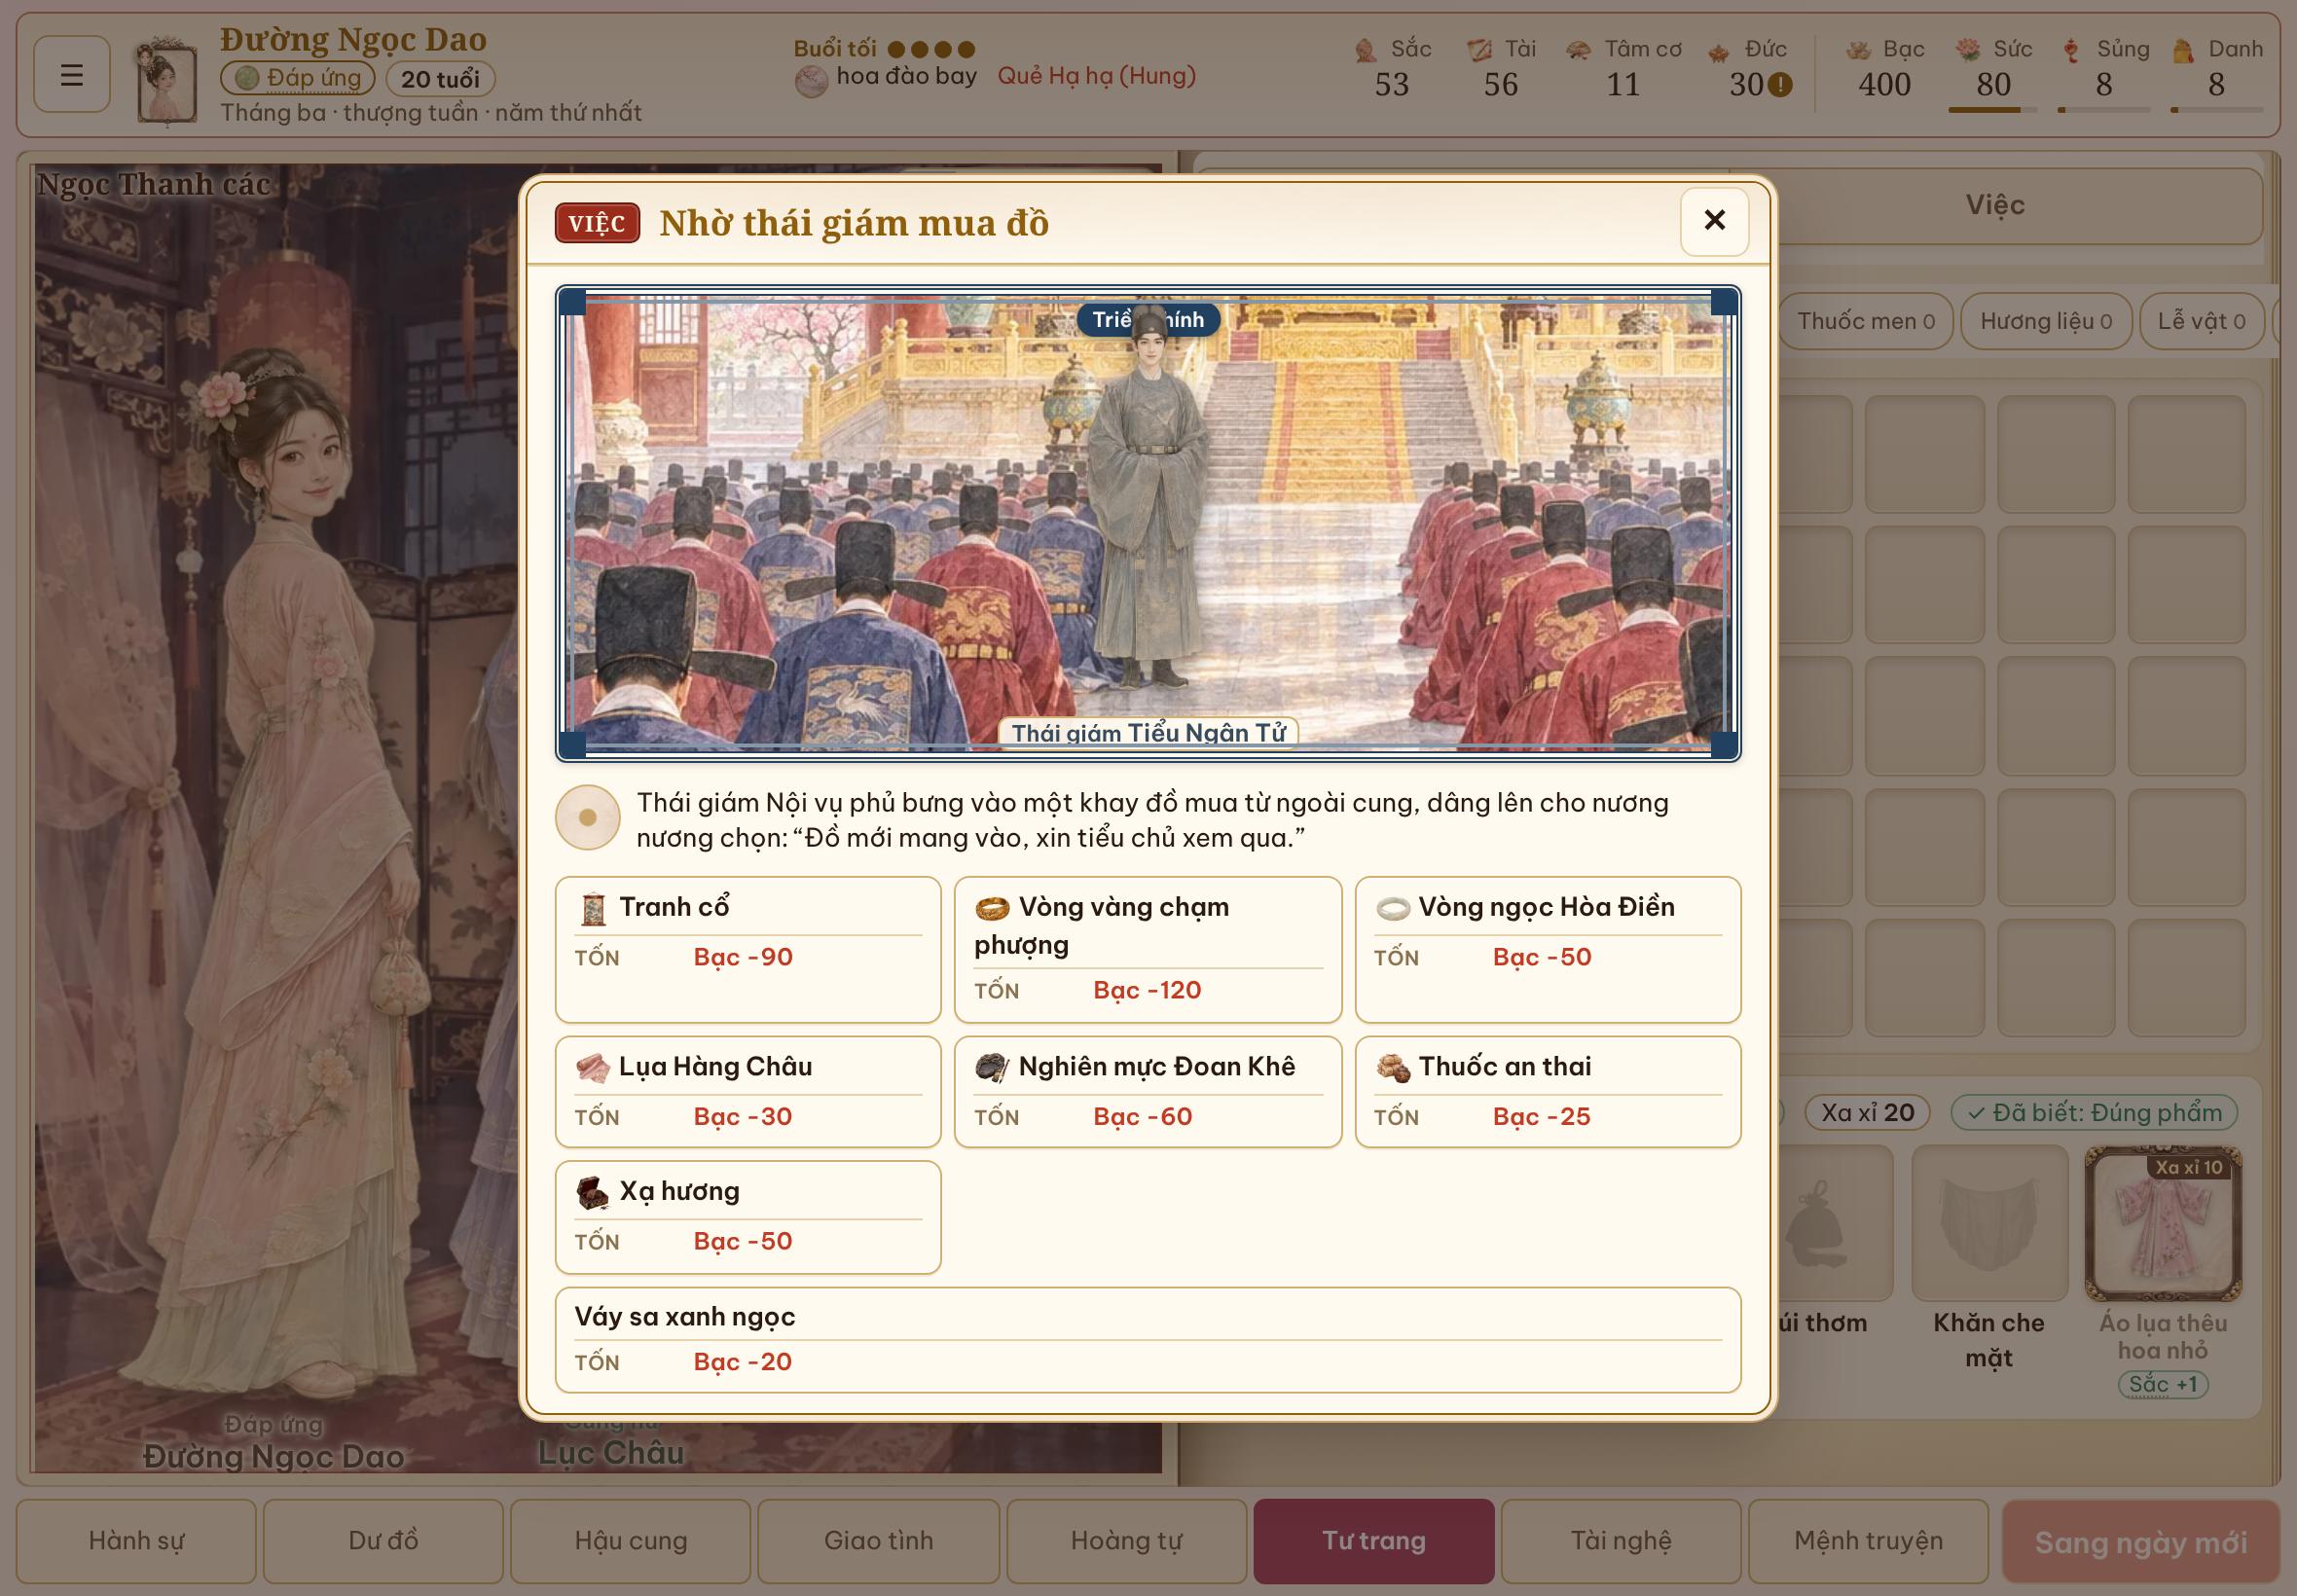 Đường Ngọc Dao
Đáp ứng
20 tuổi
Tháng ba · thượng tuần · năm thứ nhất
Buổi tối
hoa đào bay
Quẻ Hạ hạ (Hung)
Sắc
53
Tài
56
Tâm cơ
11
Đức
30
Bạc
400
Sức
80
Sủng
8
Danh
8
Ngọc Thanh các
Việc
Thuốc men 0
Hương liệu 0
Lễ vật 0
VIỆC
Nhờ thái giám mua đồ
Thái giám Tiểu Ngân Tử
Thái giám Nội vụ phủ bưng vào một khay đồ mua từ ngoài cung, dâng lên cho nương
nương chọn: “Đồ mới mang vào, xin tiểu chủ xem qua.”
Tranh cổ
TỐN Bạc -90
Vòng vàng chạm
phượng
TỐN Bạc -120
Vòng ngọc Hòa Điền
TỐN Bạc -50
Lụa Hàng Châu
TỐN Bạc -30
Nghiên mực Đoan Khê
TỐN Bạc -60
Thuốc an thai
TỐN Bạc -25
Xạ hương
TỐN Bạc -50
Váy sa xanh ngọc
TỐN Bạc -20
Xa xỉ 20
Đã biết: Đúng phẩm
Xa xỉ 10
Khăn che
mặt
Áo lụa thêu
hoa nhỏ
Sắc +1
Đáp ứng
Đường Ngọc Dao
Lục Châu
Hành sự
Dư đồ
Hậu cung
Giao tình
Hoàng tự
Tư trang
Tài nghệ
Mệnh truyện
Sang ngày mới